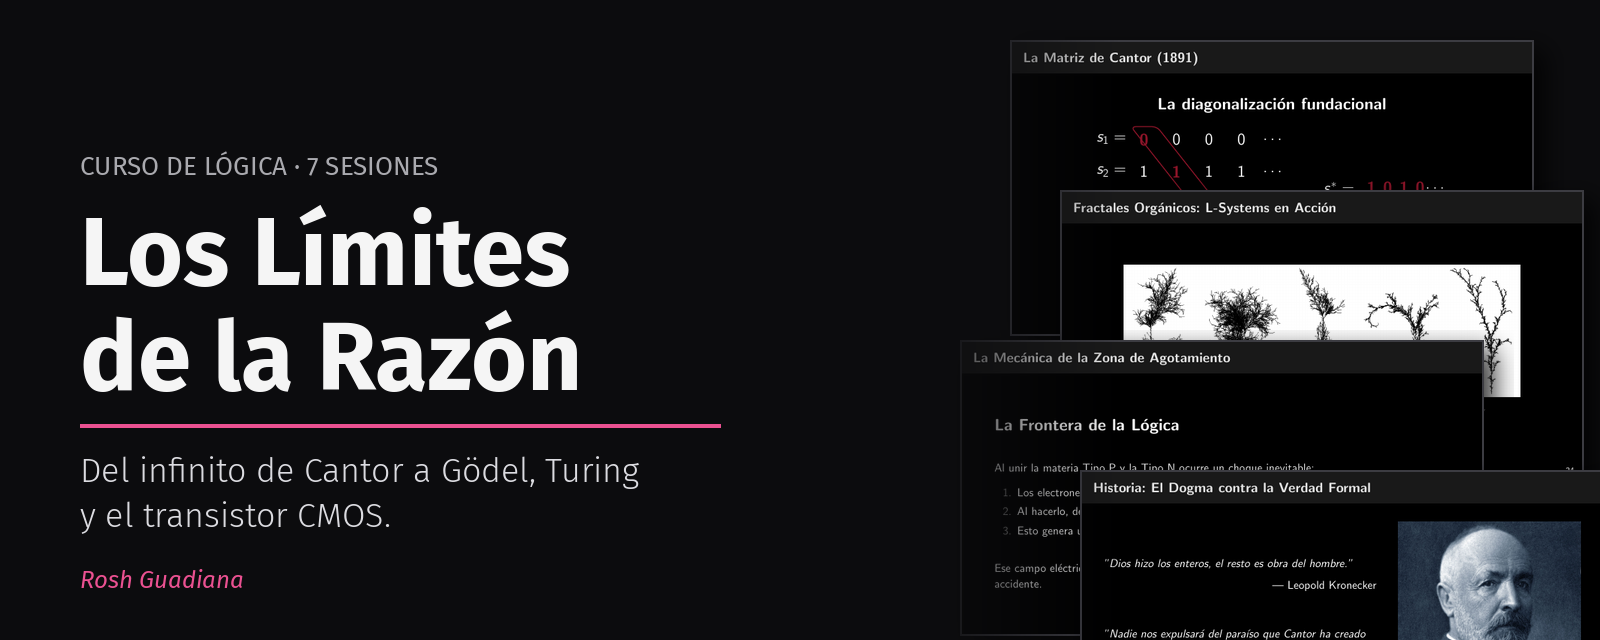 CURSO DE LÓGICA · 7 SESIONES
Los Límites
de la Razón
Del infinito de Cantor a Gödel, Turing
y el transistor CMOS.
Rosh Guadiana
La Matriz de Cantor (1891)
La diagonalización fundacional
s₁ = 0 0 0 0 ···
s₂ = 1 1 1 1 ···
s* = 1 0 1 0 ···
Fractales Orgánicos: L-Systems en Acción
La Mecánica de la Zona de Agotamiento
La Frontera de la Lógica
Al unir la materia Tipo P y la Tipo N ocurre un choque inevitable:
1. Los
2. Al hacerlo,
3. Esto genera
Ese campo
accidente.
Historia: El Dogma contra la Verdad Formal
"Dios hizo los enteros, el resto es obra del hombre."
— Leopold Kronecker
"Nadie nos expulsará del paraíso que Cantor ha creado